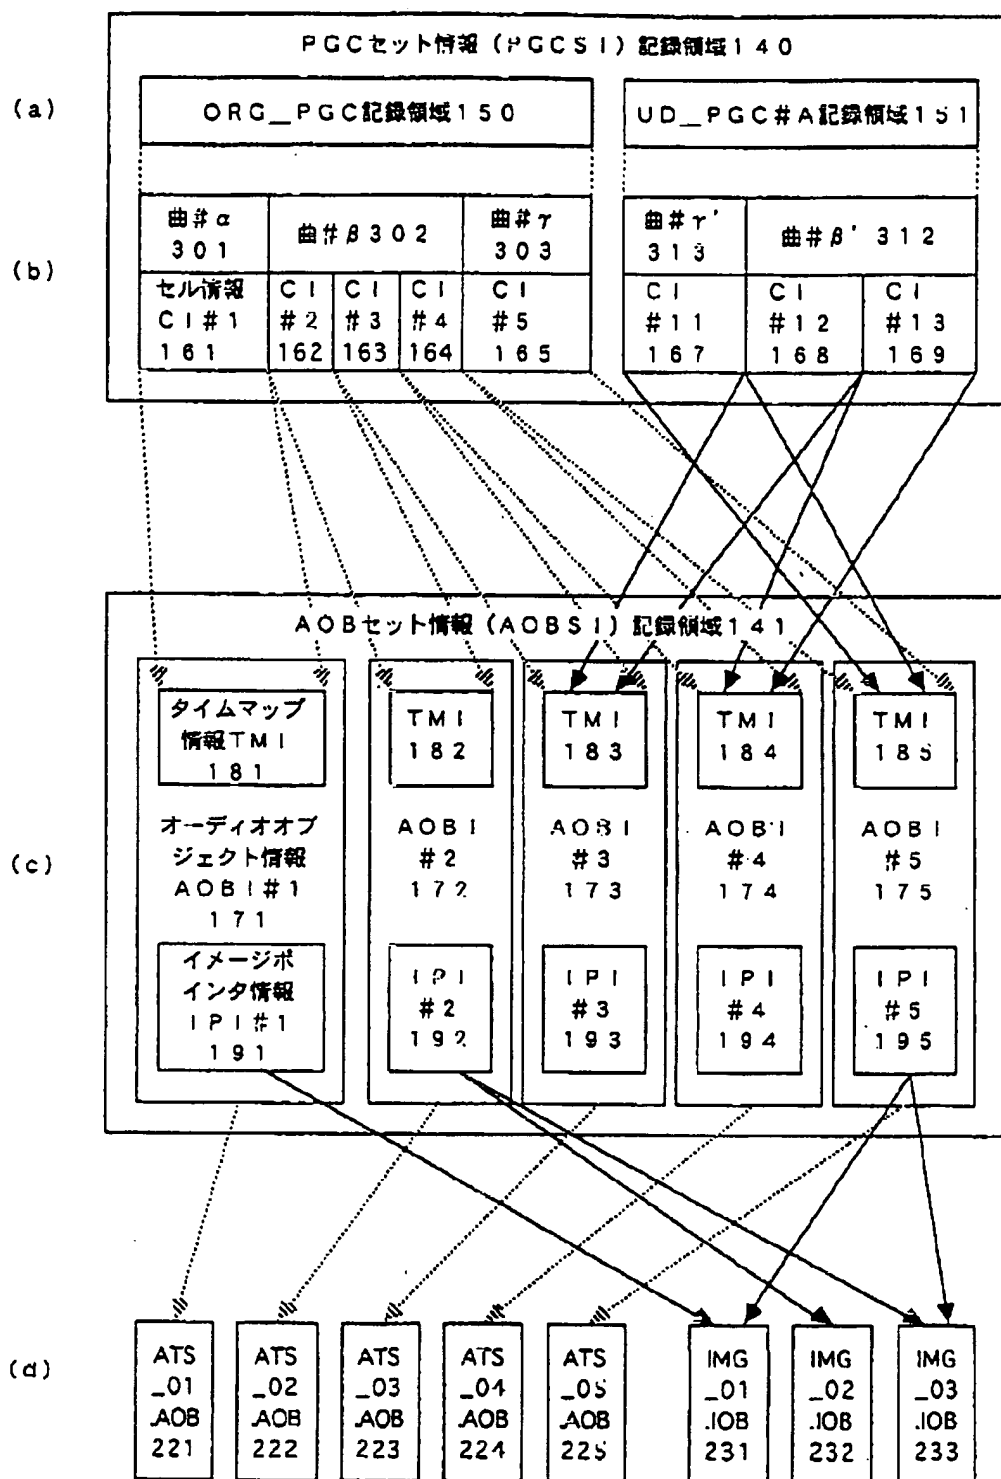 PGCセット情報（PGCSI）記録領域140
(a)
ORG__PGC記録領域150
UD__PGC#A記録領域151
(b)
曲#α
301
曲#β302
曲#γ
303
曲#γ'
313
曲#β'312
セル情報
CI#1
161
CI
#2
162
CI
#3
163
CI
#4
164
CI
#5
165
CI
#11
167
CI
#12
168
CI
#13
169
AOBセット情報（AOBSI）記録領域141
(c)
タイムマップ
情報TMI
181
オーディオオブ
ジェクト情報
AOBI#1
171
イメージポ
インタ情報
IPI#1
191
TMI
182
AOBI
#2
172
IPI
#2
192
TMI
183
AOBI
#3
173
IPI
#3
193
TMI
184
AOBI
#4
174
IPI
#4
194
TMI
185
AOBI
#5
175
IPI
#5
195
(d)
ATS
_01
.AOB
221
ATS
_02
.AOB
222
ATS
_03
.AOB
223
ATS
_04
.AOB
224
ATS
_05
.AOB
225
IMG
_01
.IOB
231
IMG
_02
.IOB
232
IMG
_03
.IOB
233